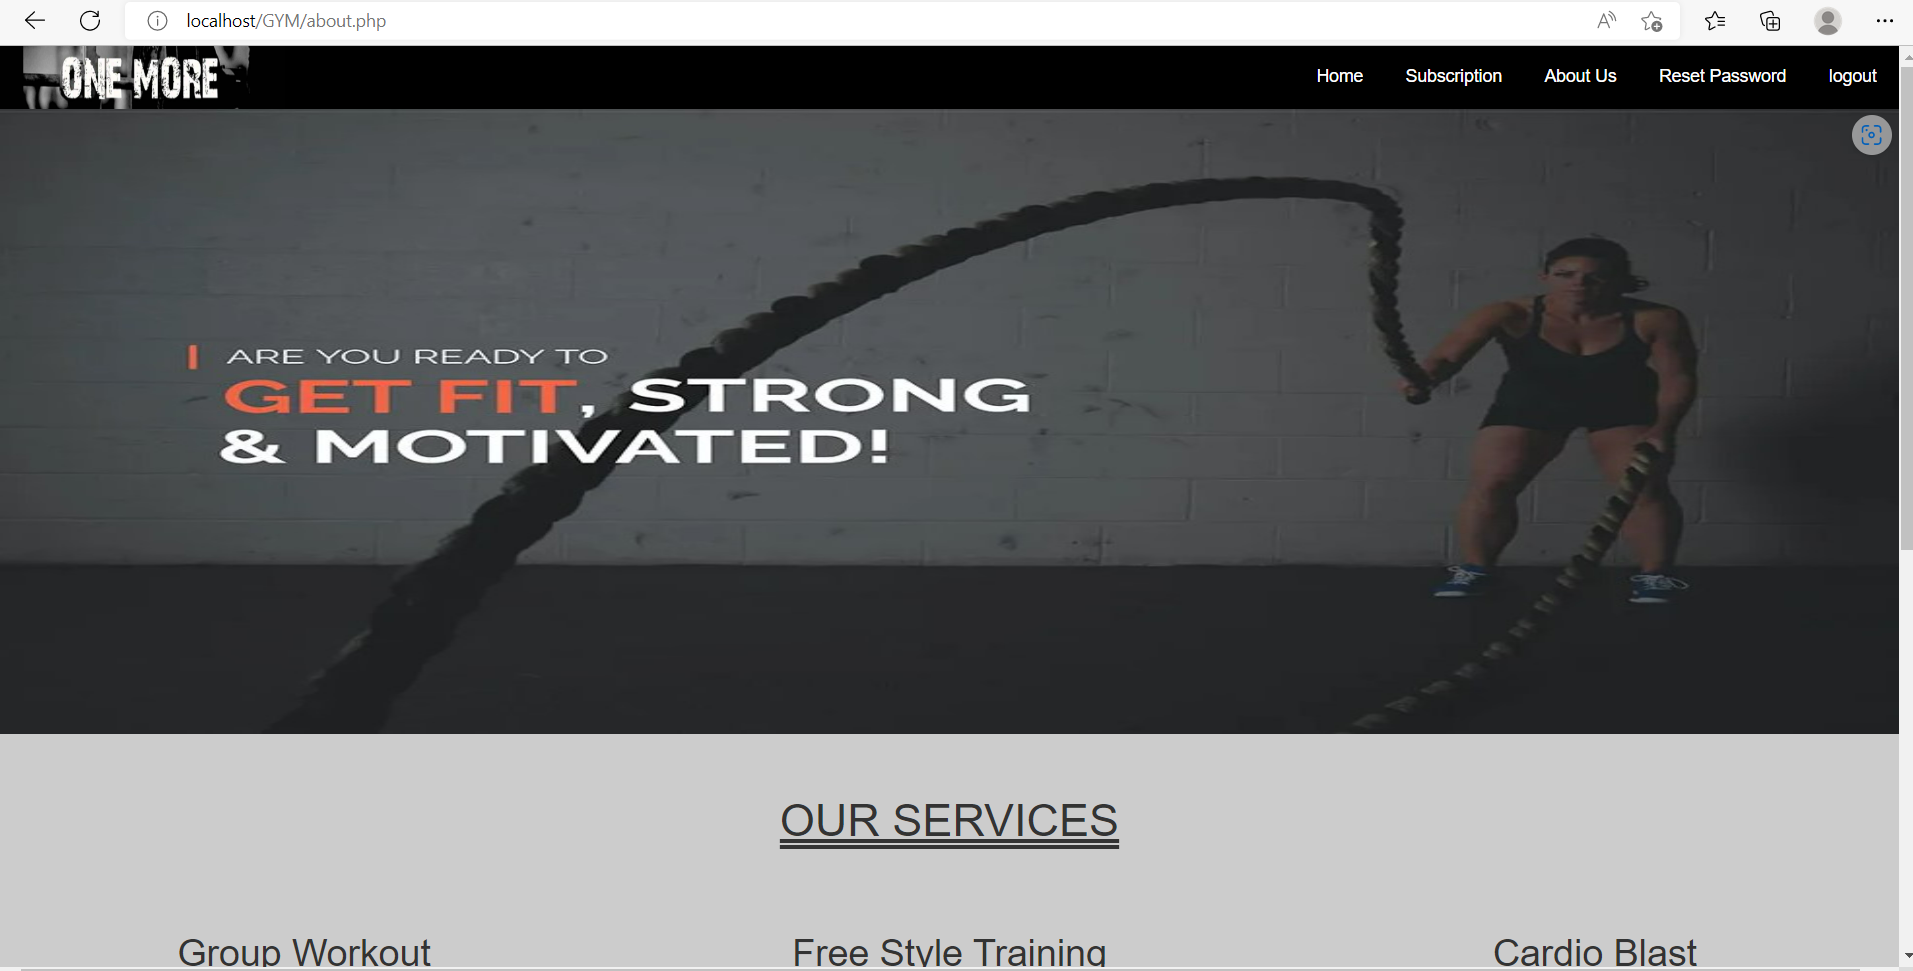 localhost/GYM/about.php
ONE MORE
Home Subscription About Us Reset Password logout
ARE YOU READY TO
GET FIT, STRONG
& MOTIVATED!
OUR SERVICES
Group Workout Free Style Training Cardio Blast